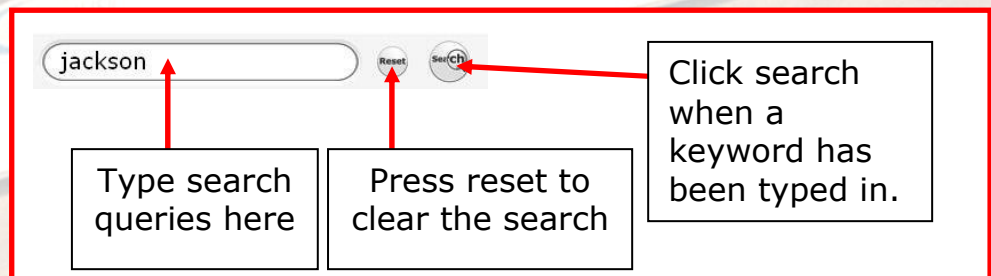 jackson
Reset
Search
Click search
when a
keyword has
been typed in.
Type search
queries here
Press reset to
clear the search